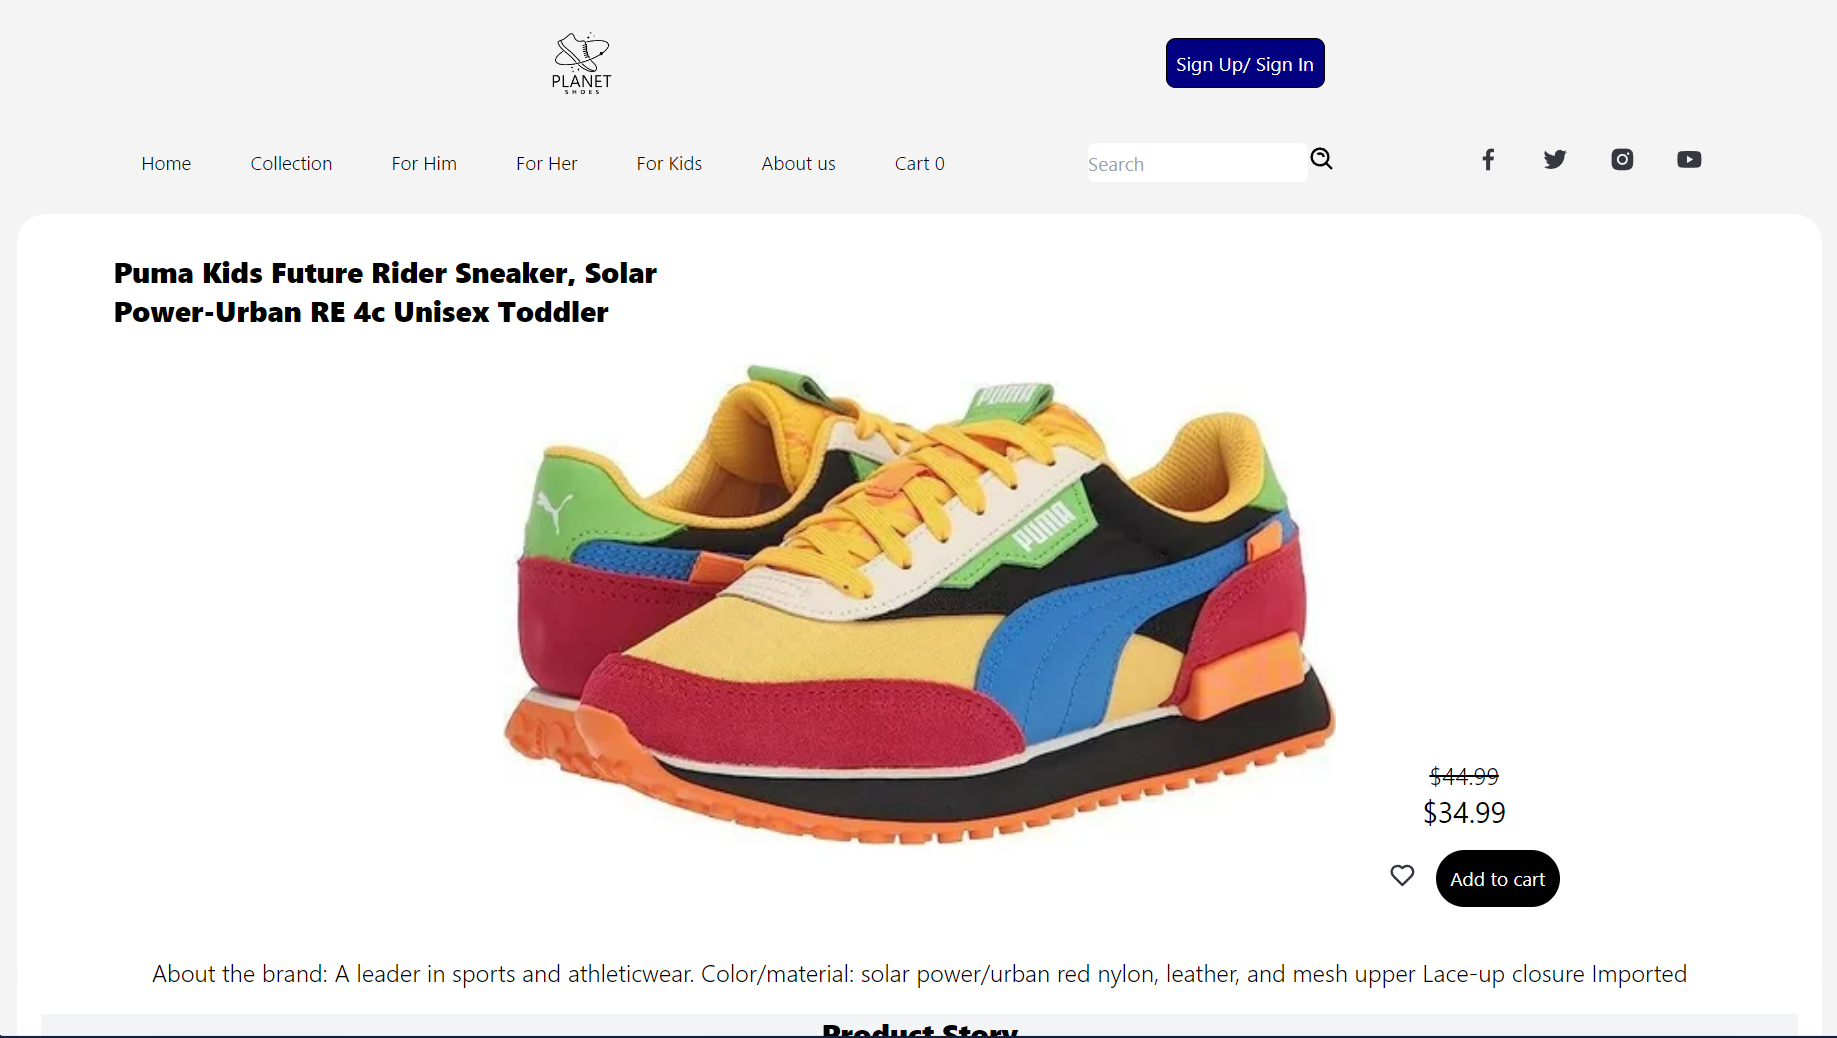 PLANET
SHOES
Sign Up/ Sign In
Home
Collection
For Him
For Her
For Kids
About us
Cart 0
Search
Puma Kids Future Rider Sneaker, Solar
Power-Urban RE 4c Unisex Toddler
PUMA
PUMA
$44.99
$34.99
Add to cart
About the brand: A leader in sports and athleticwear. Color/material: solar power/urban red nylon, leather, and mesh upper Lace-up closure Imported
Product Story